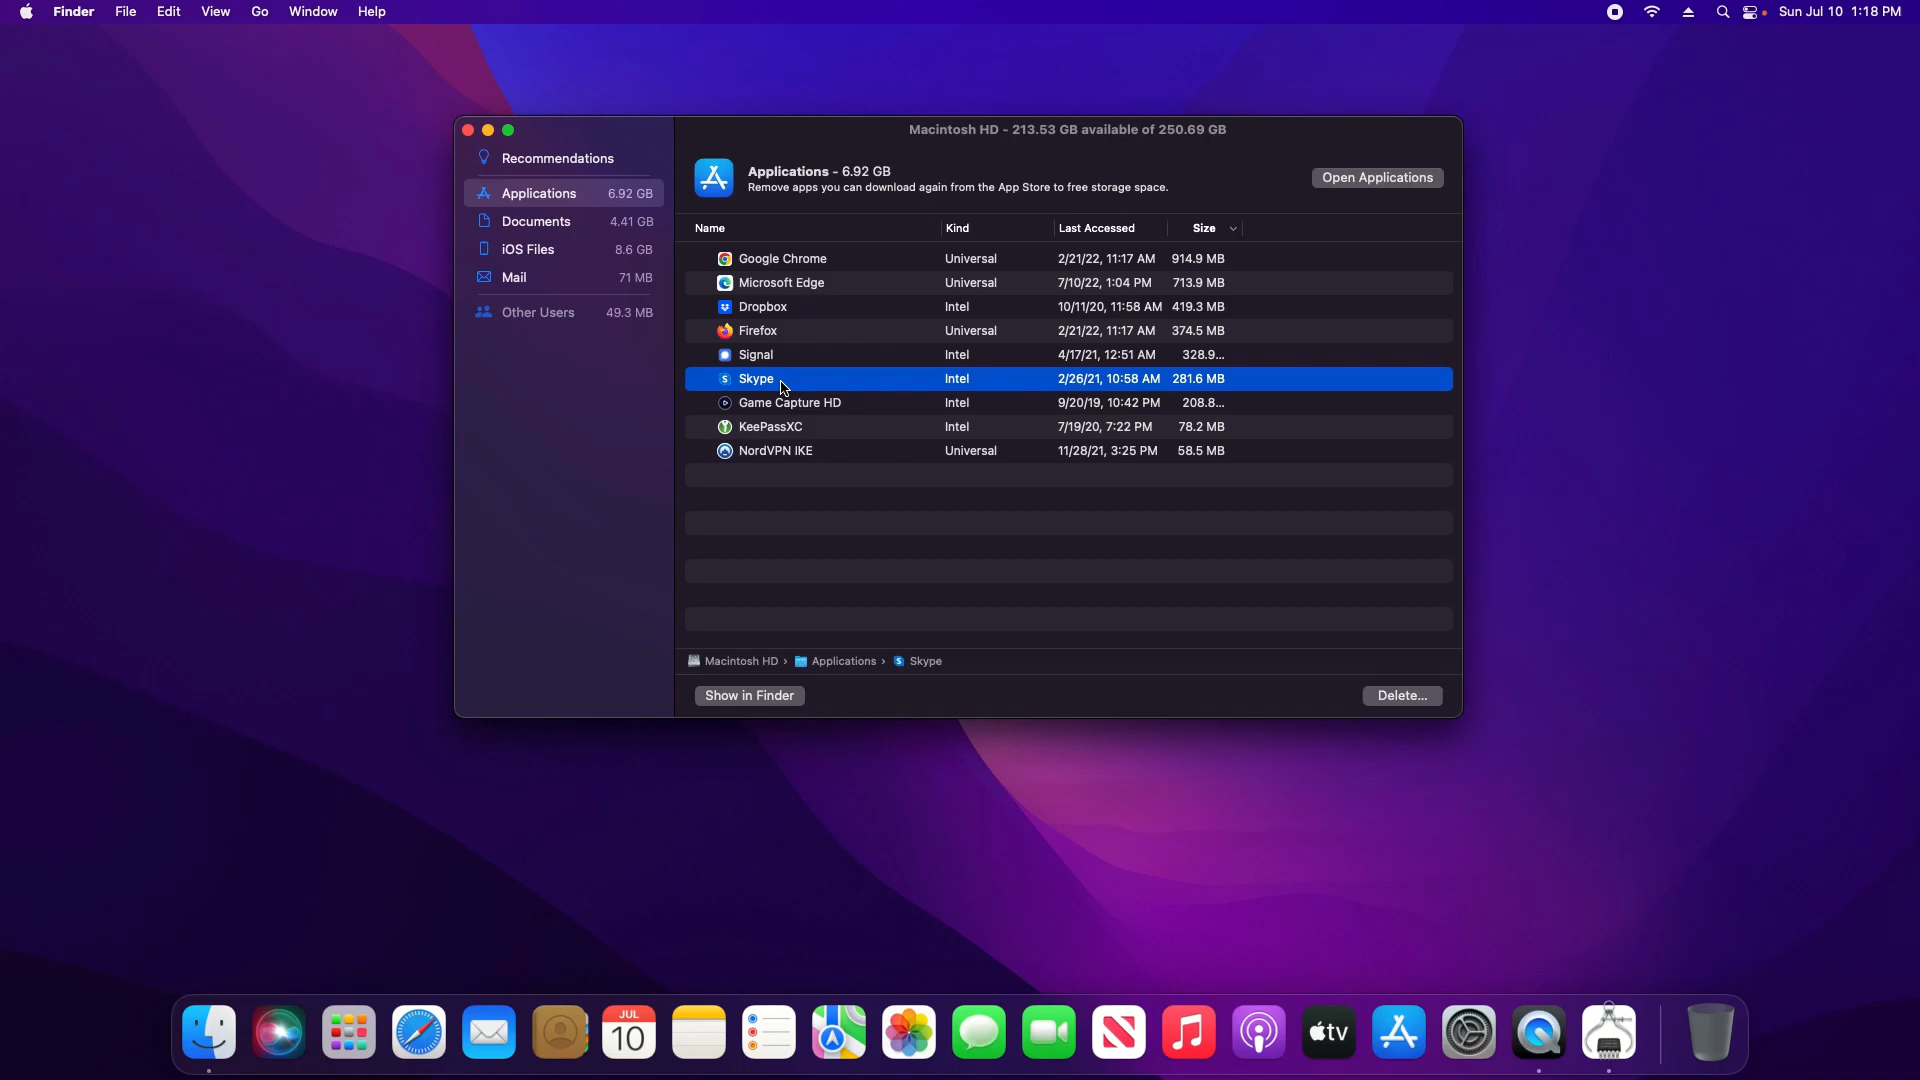 Finder File Edit View Go Window Help Sun Jul 10 1:18 PM
Macintosh HD - 213.53 GB available of 250.69 GB
Recommendations
Applications 6.92 GB
Documents 4.41 GB
iOS Files 8.6 GB
Mail 71 MB
Other Users 49.3 MB
Applications - 6.92 GB
Remove apps you can download again from the App Store to free storage space.
Open Applications
Name Kind Last Accessed Size
Google Chrome Universal 2/21/22, 11:17 AM 914.9 MB
Microsoft Edge Universal 7/10/22, 1:04 PM 713.9 MB
Dropbox Intel 10/11/20, 11:58 AM 419.3 MB
Firefox Universal 2/21/22, 11:17 AM 374.5 MB
Signal Intel 4/17/21, 12:51 AM 328.9...
Skype Intel 2/26/21, 10:58 AM 281.6 MB
Game Capture HD Intel 9/20/19, 10:42 PM 208.8...
KeePassXC Intel 7/19/20, 7:22 PM 78.2 MB
NordVPN IKE Universal 11/28/21, 3:25 PM 58.5 MB
Macintosh HD › Applications › Skype
Show in Finder Delete...
JUL
10
tv